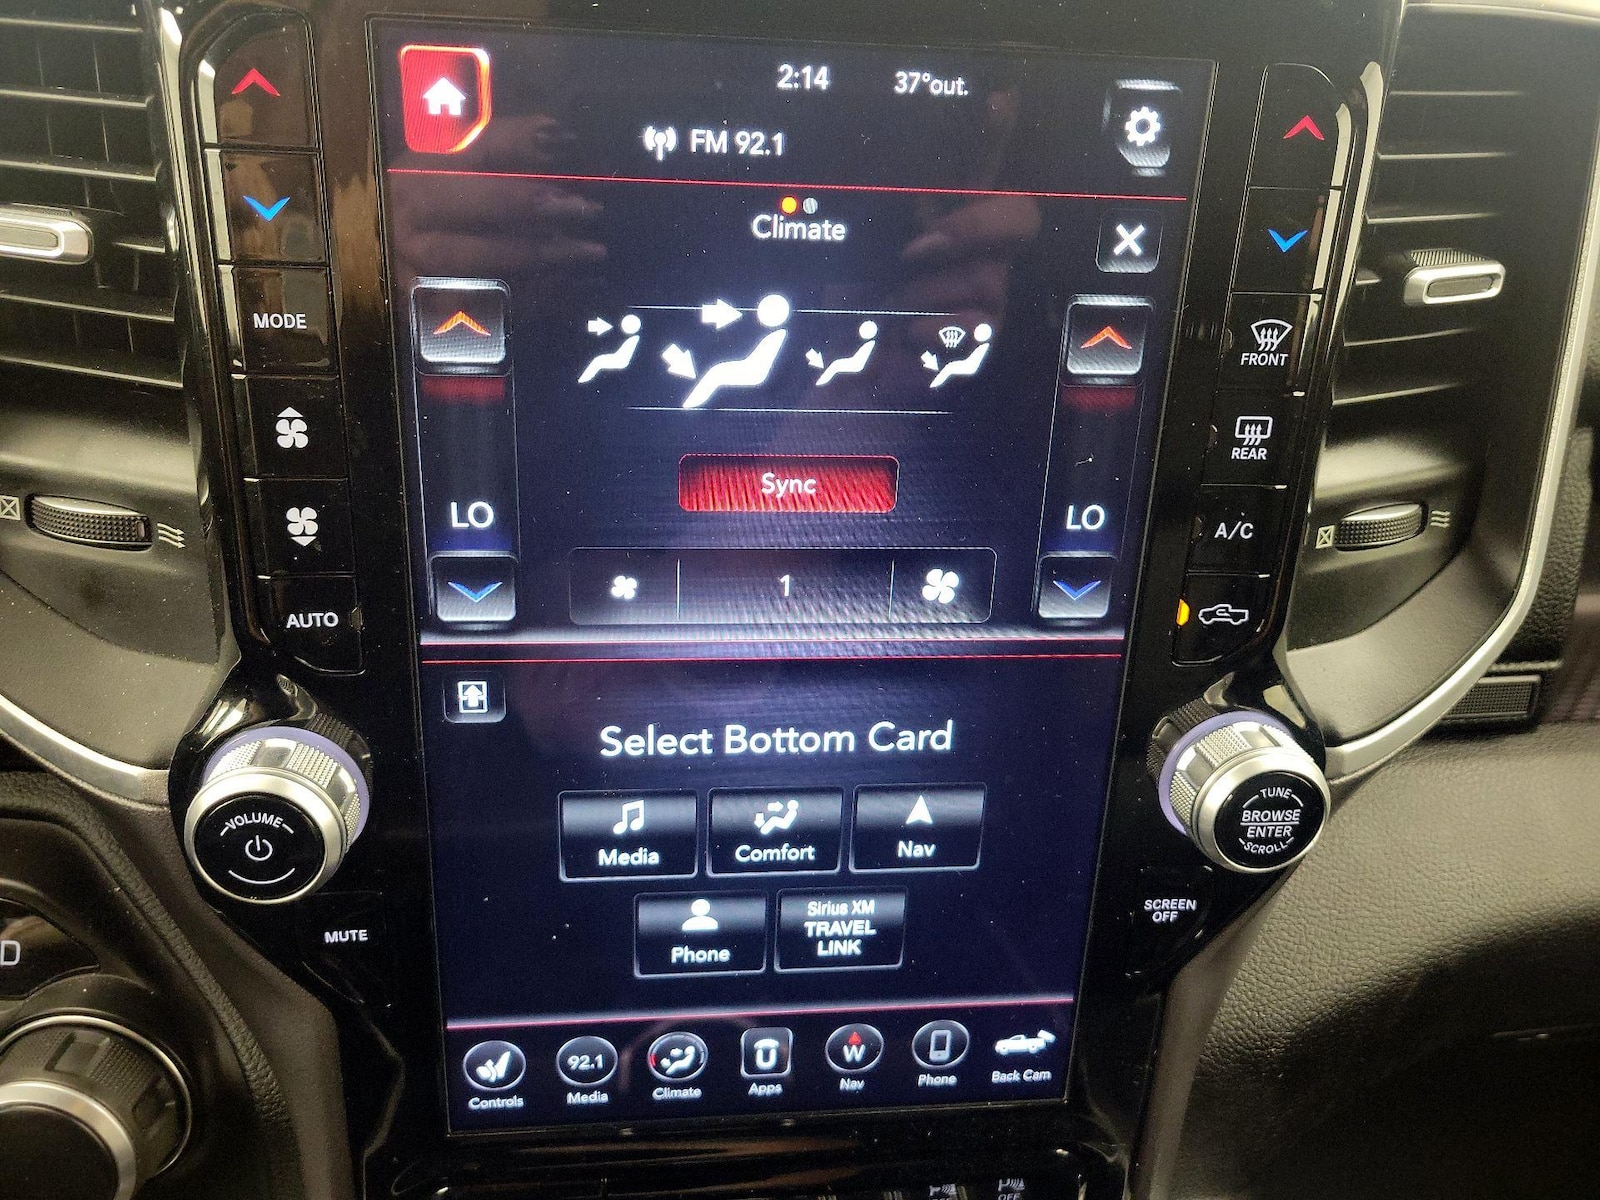 2:14 37°out.
FM 92.1
Climate
MODE
FRONT
REAR
Sync
LO
LO
A/C
1
AUTO
Select Bottom Card
Media
Comfort
Nav
VOLUME
TUNE
BROWSE
ENTER
SCROLL
Phone
Sirius XM
TRAVEL
LINK
SCREEN
OFF
MUTE
D
92.1
W
Controls
Media
Climate
Apps
Nav
Phone
Back Cam
OFF